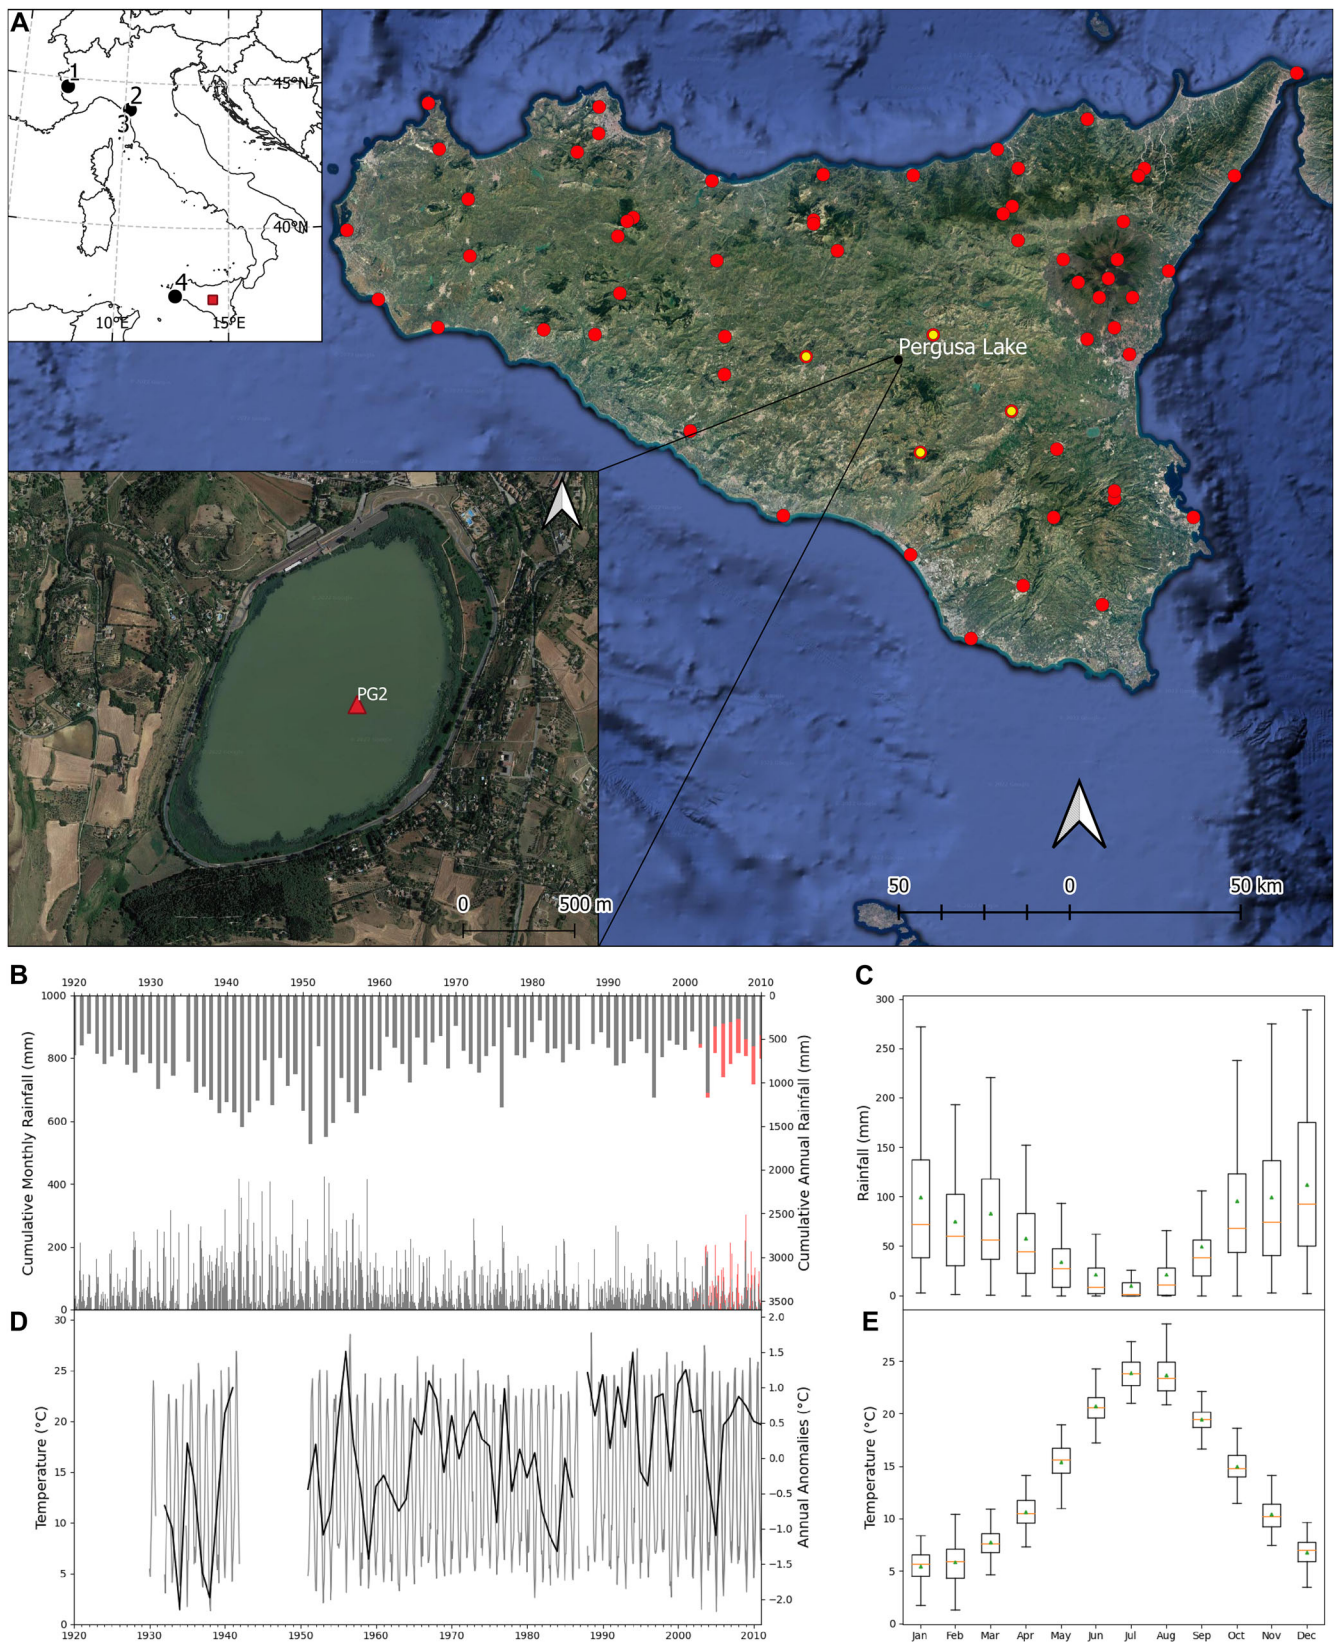 A
1
2
3
4
45°N
40°N
10°E
15°E
Pergusa Lake
PG2
0
500 m
50
0
50 km
B
1920 1930 1940 1950 1960 1970 1980 1990 2000 2010
1000
800
600
400
200
0
Cumulative Monthly Rainfall (mm)
0
500
1000
1500
2000
2500
3000
3500
Cumulative Annual Rainfall (mm)
C
300
250
200
150
100
50
0
Rainfall (mm)
D
30
25
20
15
10
5
0
Temperature (°C)
2.0
1.5
1.0
0.5
0.0
−0.5
−1.0
−1.5
−2.0
Annual Anomalies (°C)
1920 1930 1940 1950 1960 1970 1980 1990 2000 2010
E
25
20
15
10
5
0
Temperature (°C)
Jan Feb Mar Apr May Jun Jul Aug Sep Oct Nov Dec